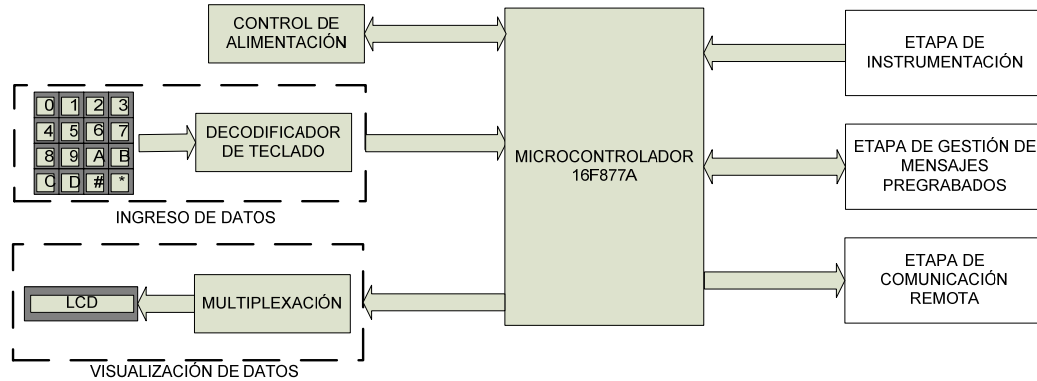 CONTROL DE
ALIMENTACIÓN
0 1 2 3
4 5 6 7
8 9 A B
C D # *
DECODIFICADOR
DE TECLADO
INGRESO DE DATOS
LCD
MULTIPLEXACIÓN
VISUALIZACIÓN DE DATOS
MICROCONTROLADOR
16F877A
ETAPA DE
INSTRUMENTACIÓN
ETAPA DE GESTIÓN DE
MENSAJES
PREGRABADOS
ETAPA DE
COMUNICACIÓN
REMOTA